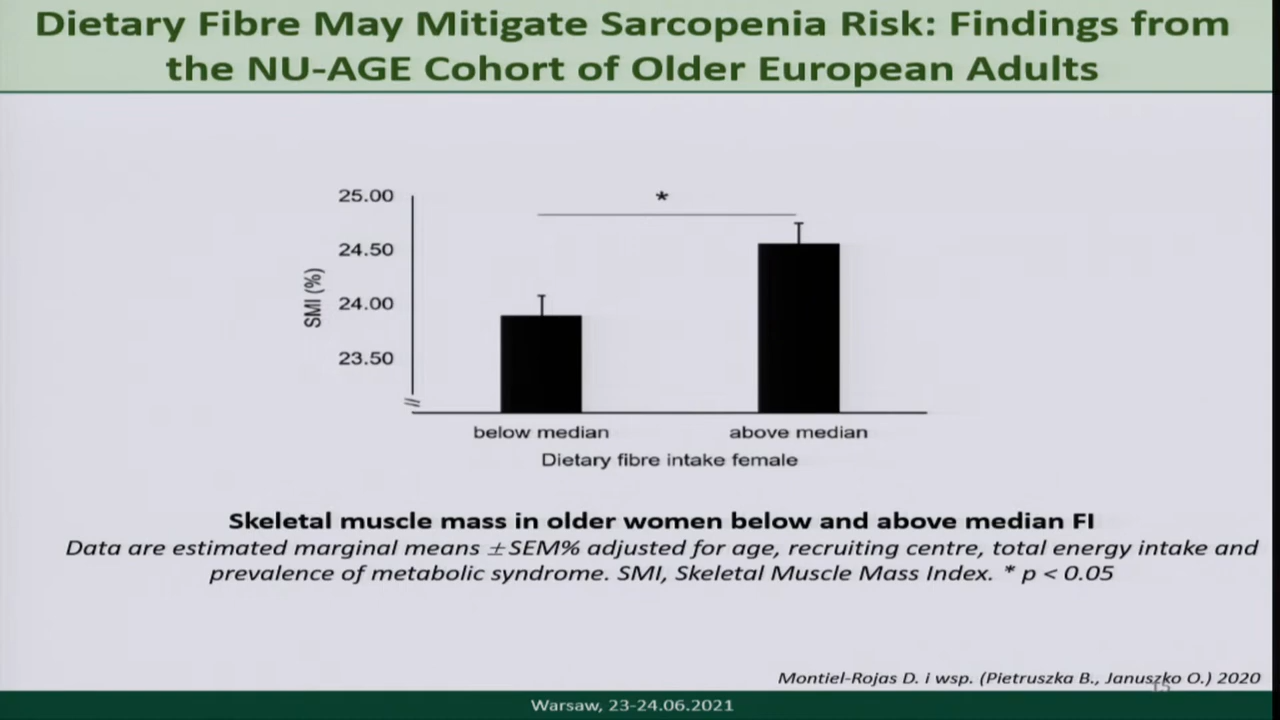 Dietary Fibre May Mitigate Sarcopenia Risk: Findings from
the NU-AGE Cohort of Older European Adults
25.00
*
24.50
SMI (%)
24.00
23.50
below median above median
Dietary fibre intake female
Skeletal muscle mass in older women below and above median FI
Data are estimated marginal means ±SEM% adjusted for age, recruiting centre, total energy intake and
prevalence of metabolic syndrome. SMI, Skeletal Muscle Mass Index. * p < 0.05
Montiel-Rojas D. i wsp. (Pietruszka B., Januszko O.) 2020
15
Warsaw, 23-24.06.2021